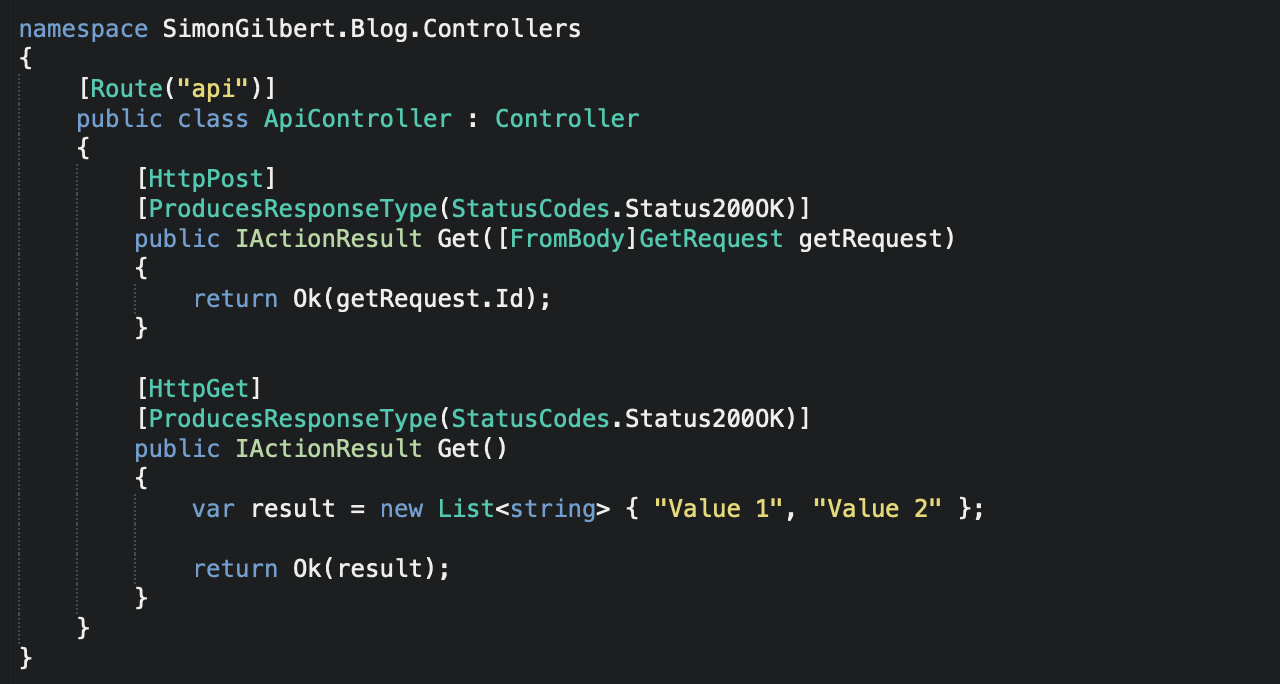 namespace SimonGilbert.Blog.Controllers
{
    [Route("api")]
    public class ApiController : Controller
    {
        [HttpPost]
        [ProducesResponseType(StatusCodes.Status200OK)]
        public IActionResult Get([FromBody]GetRequest getRequest)
        {
            return Ok(getRequest.Id);
        }

        [HttpGet]
        [ProducesResponseType(StatusCodes.Status200OK)]
        public IActionResult Get()
        {
            var result = new List<string> { "Value 1", "Value 2" };

            return Ok(result);
        }
    }
}